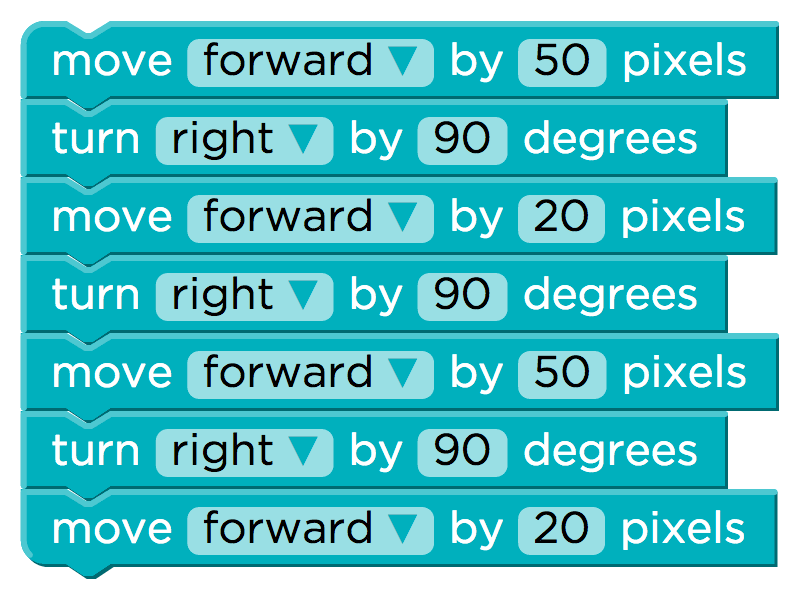 move forward ▼ by 50 pixels
turn right ▼ by 90 degrees
move forward ▼ by 20 pixels
turn right ▼ by 90 degrees
move forward ▼ by 50 pixels
turn right ▼ by 90 degrees
move forward ▼ by 20 pixels